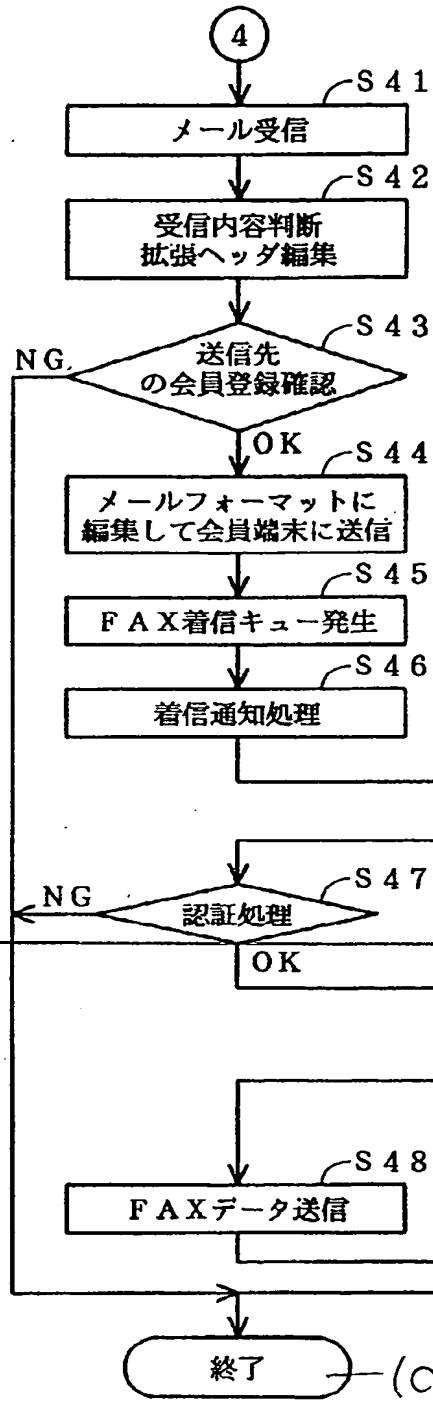 4
S41
メール受信
S42
受信内容判断
拡張ヘッダ編集
S43
送信先
の会員登録確認
NG
OK
S44
メールフォーマットに
編集して会員端末に送信
S45
FAX着信キュー発生
S46
着信通知処理
S47
認証処理
NG
OK
S48
FAXデータ送信
終了